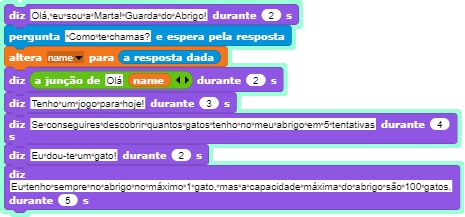 diz Olá, eu sou a Marta! Guarda do Abrigo! durante 2 s
pergunta Como te chamas? e espera pela resposta
altera name para a resposta dada
diz a junção de Olá name durante 2 s
diz Tenho um jogo para hoje! durante 3 s
diz Se conseguires descobrir quantos gatos tenho no meu abrigo em 5 tentativas durante 4
s
diz Eu dou-te um gato! durante 2 s
diz
Eu tenho sempre no abrigo no máximo 1 gato, mas a capacidade máxima do abrigo são 100 gatos.
durante 5 s